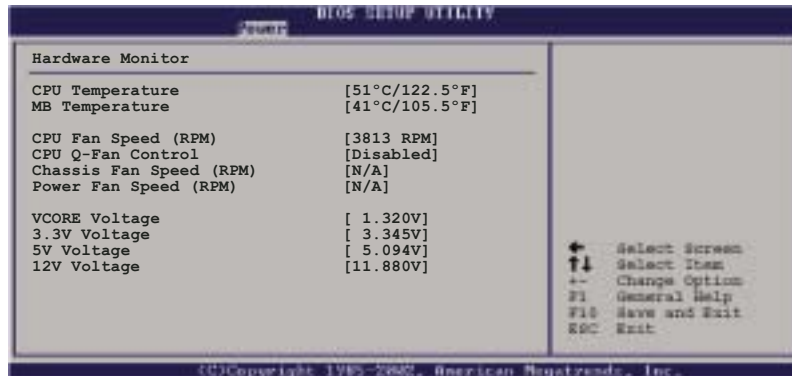 BIOS SETUP UTILITY
Power
Hardware Monitor
CPU Temperature [51°C/122.5°F]
MB Temperature [41°C/105.5°F]
CPU Fan Speed (RPM) [3813 RPM]
CPU Q-Fan Control [Disabled]
Chassis Fan Speed (RPM) [N/A]
Power Fan Speed (RPM) [N/A]
VCORE Voltage [ 1.320V]
3.3V Voltage [ 3.345V]
5V Voltage [ 5.094V]
12V Voltage [11.880V]
← Select Screen
↑↓ Select Item
+- Change Option
F1 General Help
F10 Save and Exit
ESC Exit
(C)Copyright 1985-2002, American Megatrends, Inc.